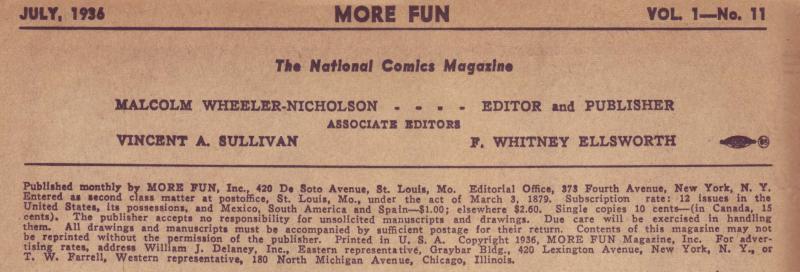 JULY, 1936 MORE FUN VOL. 1—No. 11
The National Comics Magazine
MALCOLM WHEELER-NICHOLSON - - - - EDITOR and PUBLISHER
ASSOCIATE EDITORS
VINCENT A. SULLIVAN F. WHITNEY ELLSWORTH
Published monthly by MORE FUN, Inc., 420 De Soto Avenue, St. Louis, Mo. Editorial Office, 373 Fourth Avenue, New York, N. Y.
Entered as second class matter at postoffice, St. Louis, Mo., under the act of March 3, 1879. Subscription rate: 12 issues in the
United States, its possessions, and Mexico, South America and Spain—$1.00; elsewhere $2.60. Single copies 10 cents—(in Canada, 15
cents). The publisher accepts no responsibility for unsolicited manuscripts and drawings. Due care will be exercised in handling
them. All drawings and manuscripts must be accompanied by sufficient postage for their return. Contents of this magazine may not
be reprinted without the permission of the publisher. Printed in U. S. A. Copyright 1936, MORE FUN Magazine, Inc. For adver-
tising rates, address William J. Delaney, Inc., Eastern representative, Graybar Bldg., 420 Lexington Avenue, New York, N. Y., or
T. W. Farrell, Western representative, 180 North Michigan Avenue, Chicago, Illinois.